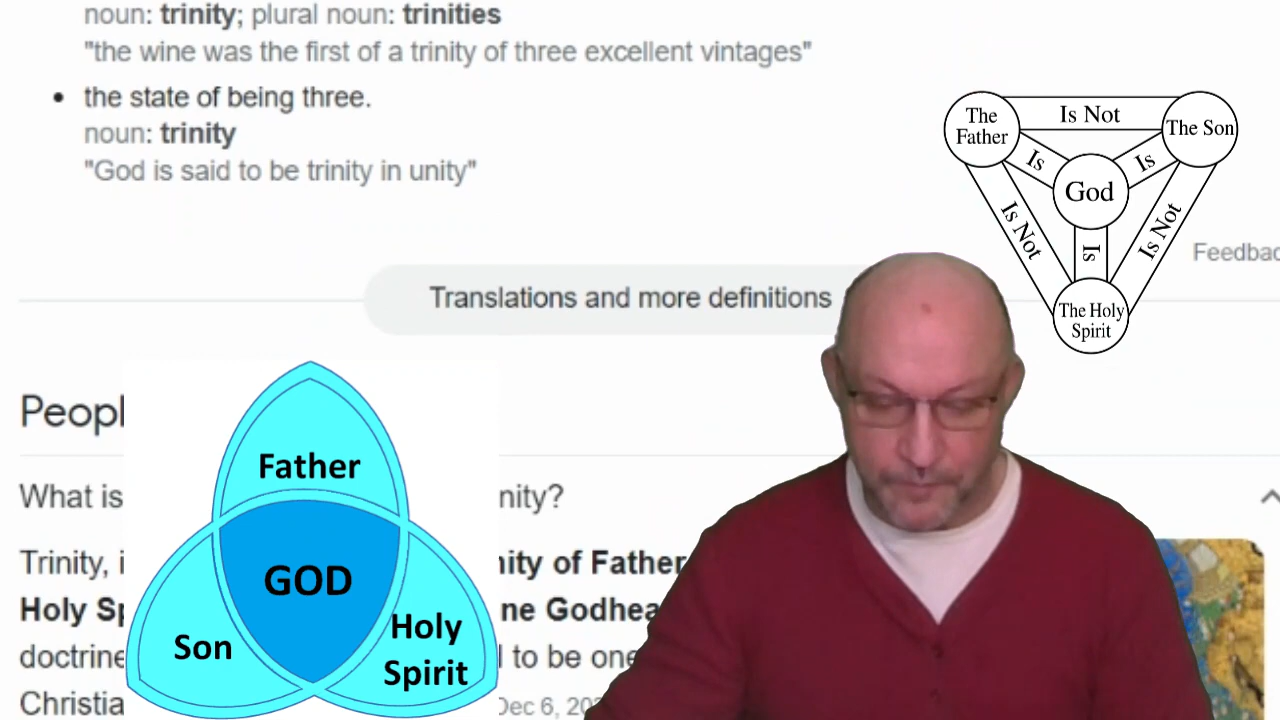 noun: trinity; plural noun: trinities
"the wine was the first of a trinity of three excellent vintages"
• the state of being three.
noun: trinity
"God is said to be trinity in unity"
The Father
Is Not
The Son
Is
Is
God
Is Not
Is
Is Not
The Holy Spirit
Feedbac
Translations and more definitions
Peopl
What is
nity?
Trinity, i
nity of Father
Holy Sp
ne Godhea
doctrine
l to be one
Christia
Dec 6, 20
Father
GOD
Son
Holy
Spirit